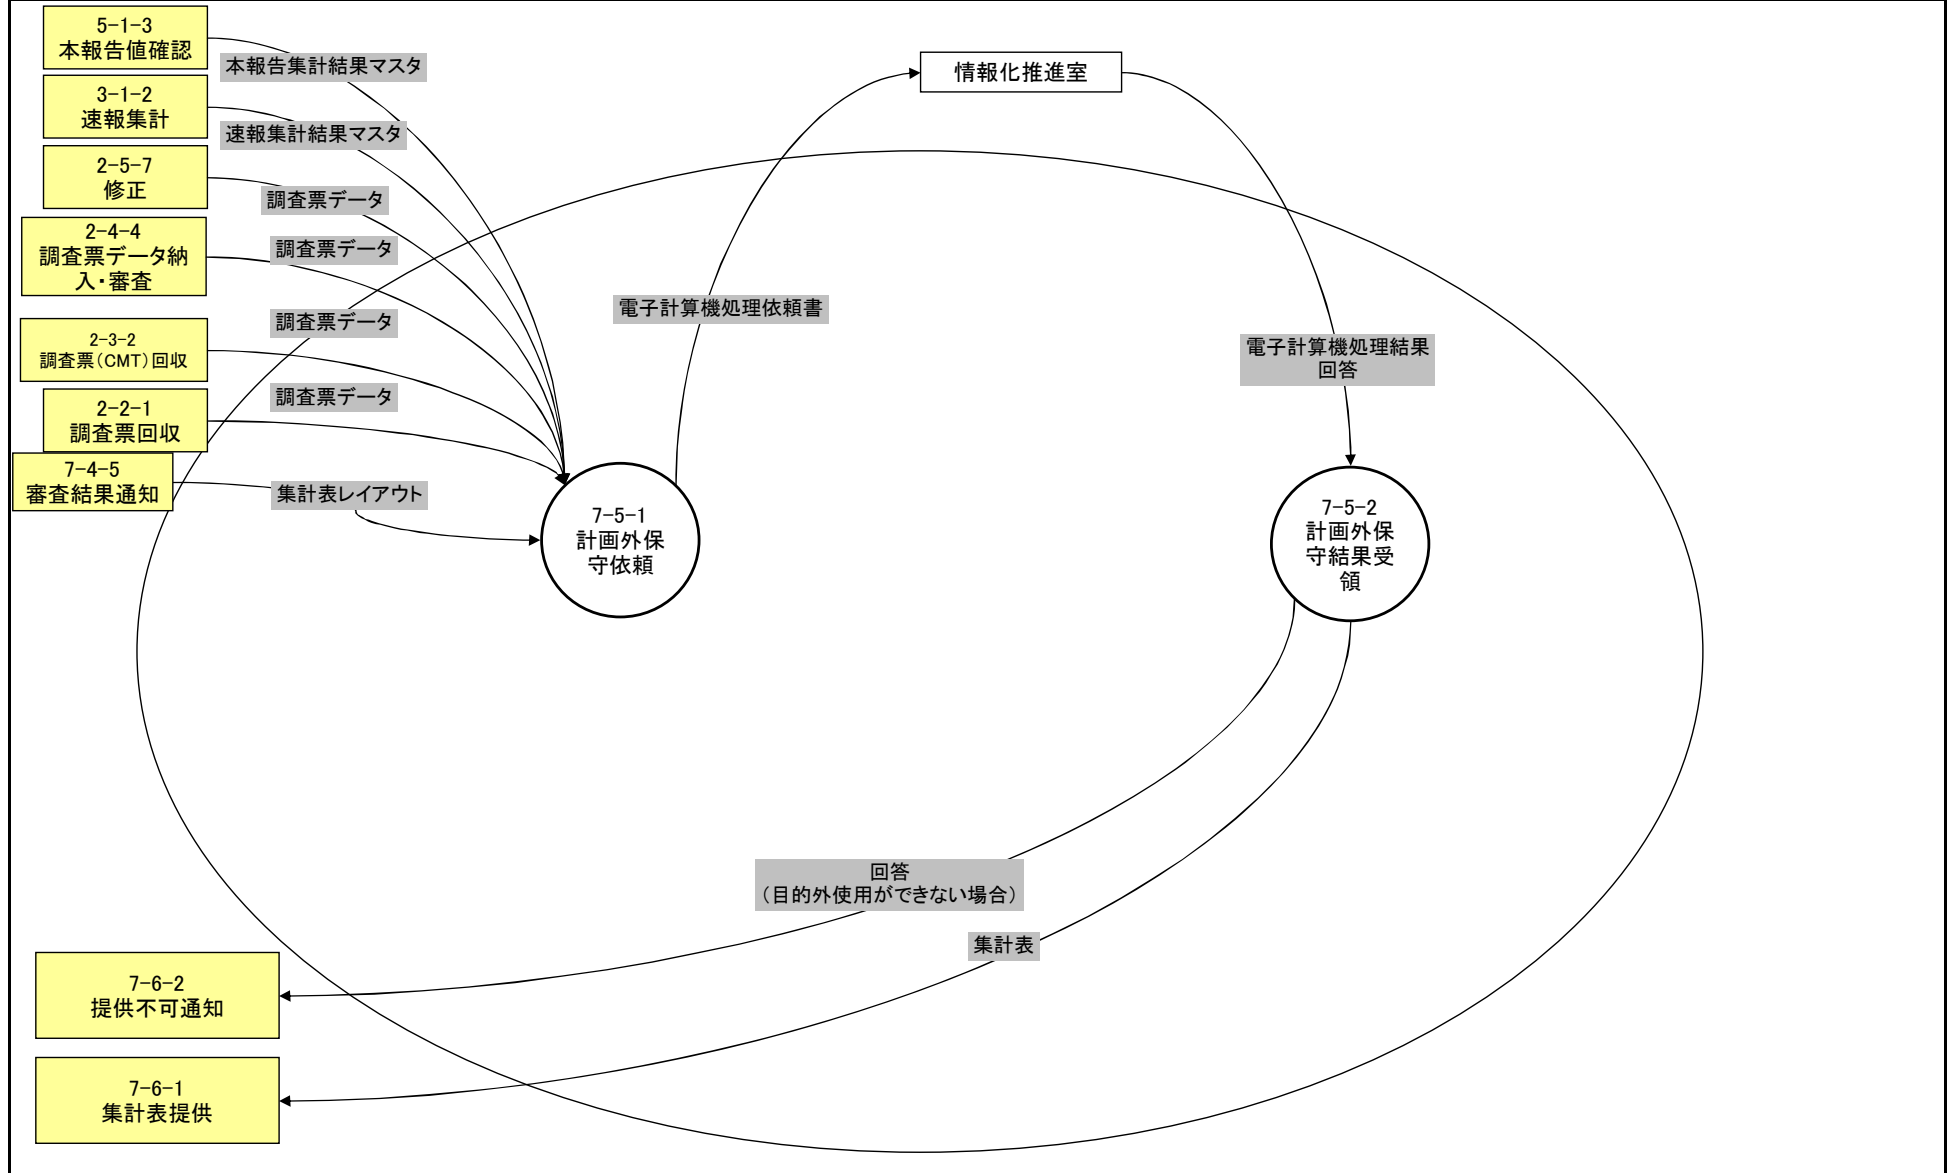 5-1-3
本報告値確認
本報告集計結果マスタ
情報化推進室
3-1-2
速報集計
速報集計結果マスタ
2-5-7
修正
調査票データ
2-4-4
調査票データ納
入・審査
調査票データ
電子計算機処理依頼書
調査票データ
2-3-2
調査票(CMT)回収
電子計算機処理結果
回答
調査票データ
2-2-1
調査票回収
7-4-5
審査結果通知
集計表レイアウト
7-5-1
計画外保
守依頼
7-5-2
計画外保
守結果受
領
回答
(目的外使用ができない場合)
集計表
7-6-2
提供不可通知
7-6-1
集計表提供